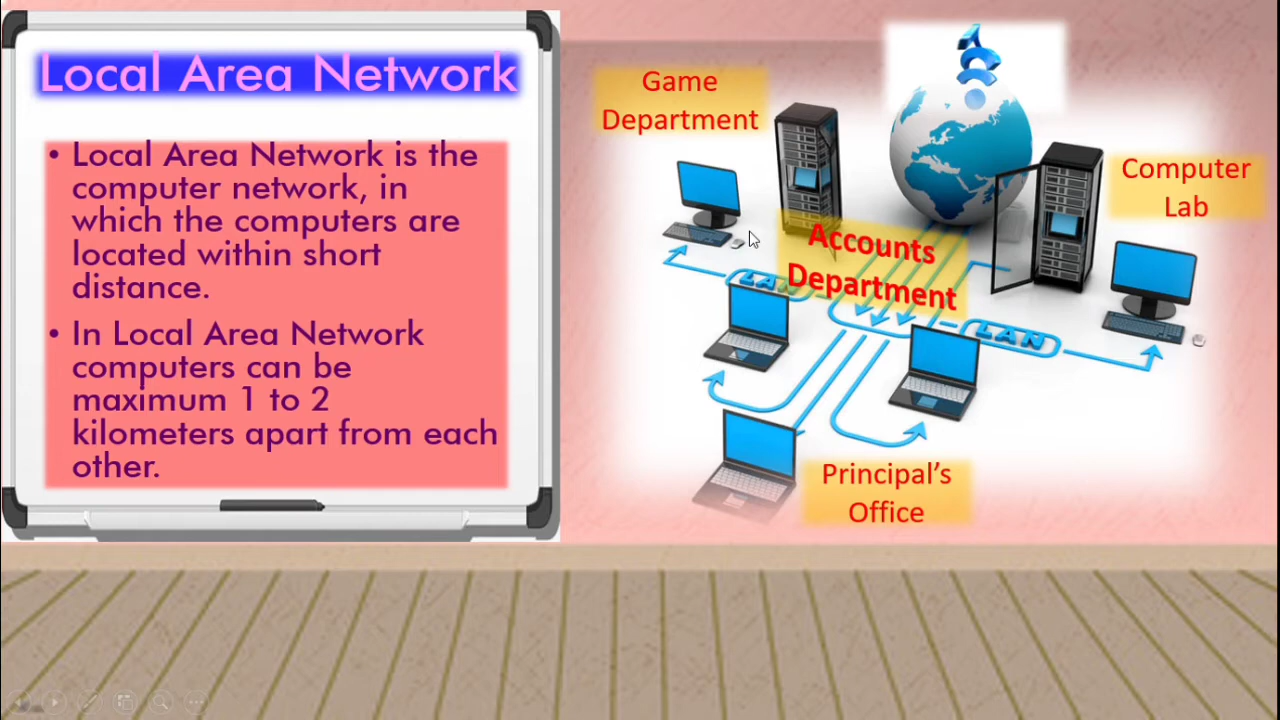 Local Area Network
• Local Area Network is the
computer network, in
which the computers are
located within short
distance.
• In Local Area Network
computers can be
maximum 1 to 2
kilometers apart from each
other.
Game
Department
Computer
Lab
Accounts
Department
LAN
LAN
Principal’s
Office